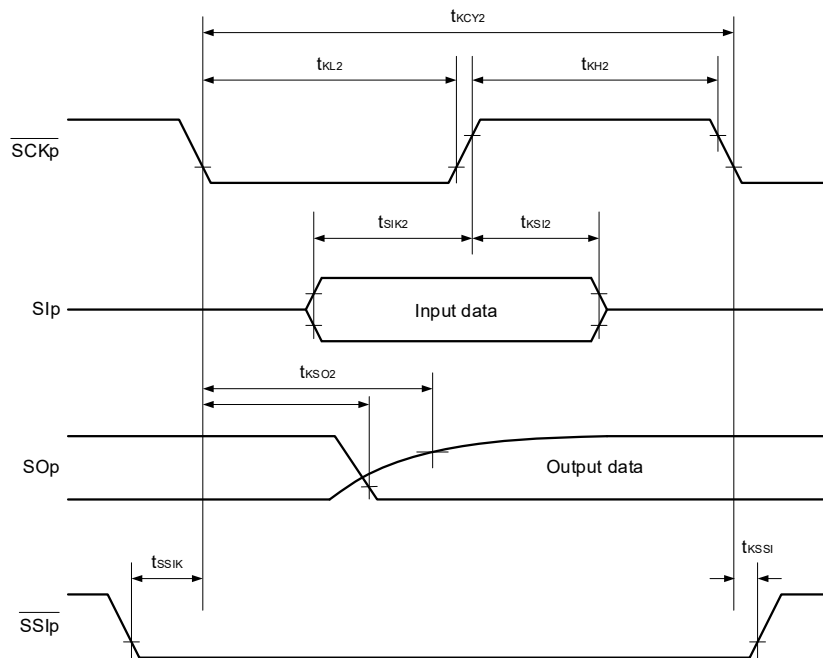 tKCY2
tKL2
tKH2
SCKp
tSIK2
tKSI2
SIp
Input data
tKSO2
SOp
Output data
tSSIK
tKSSI
SSIp